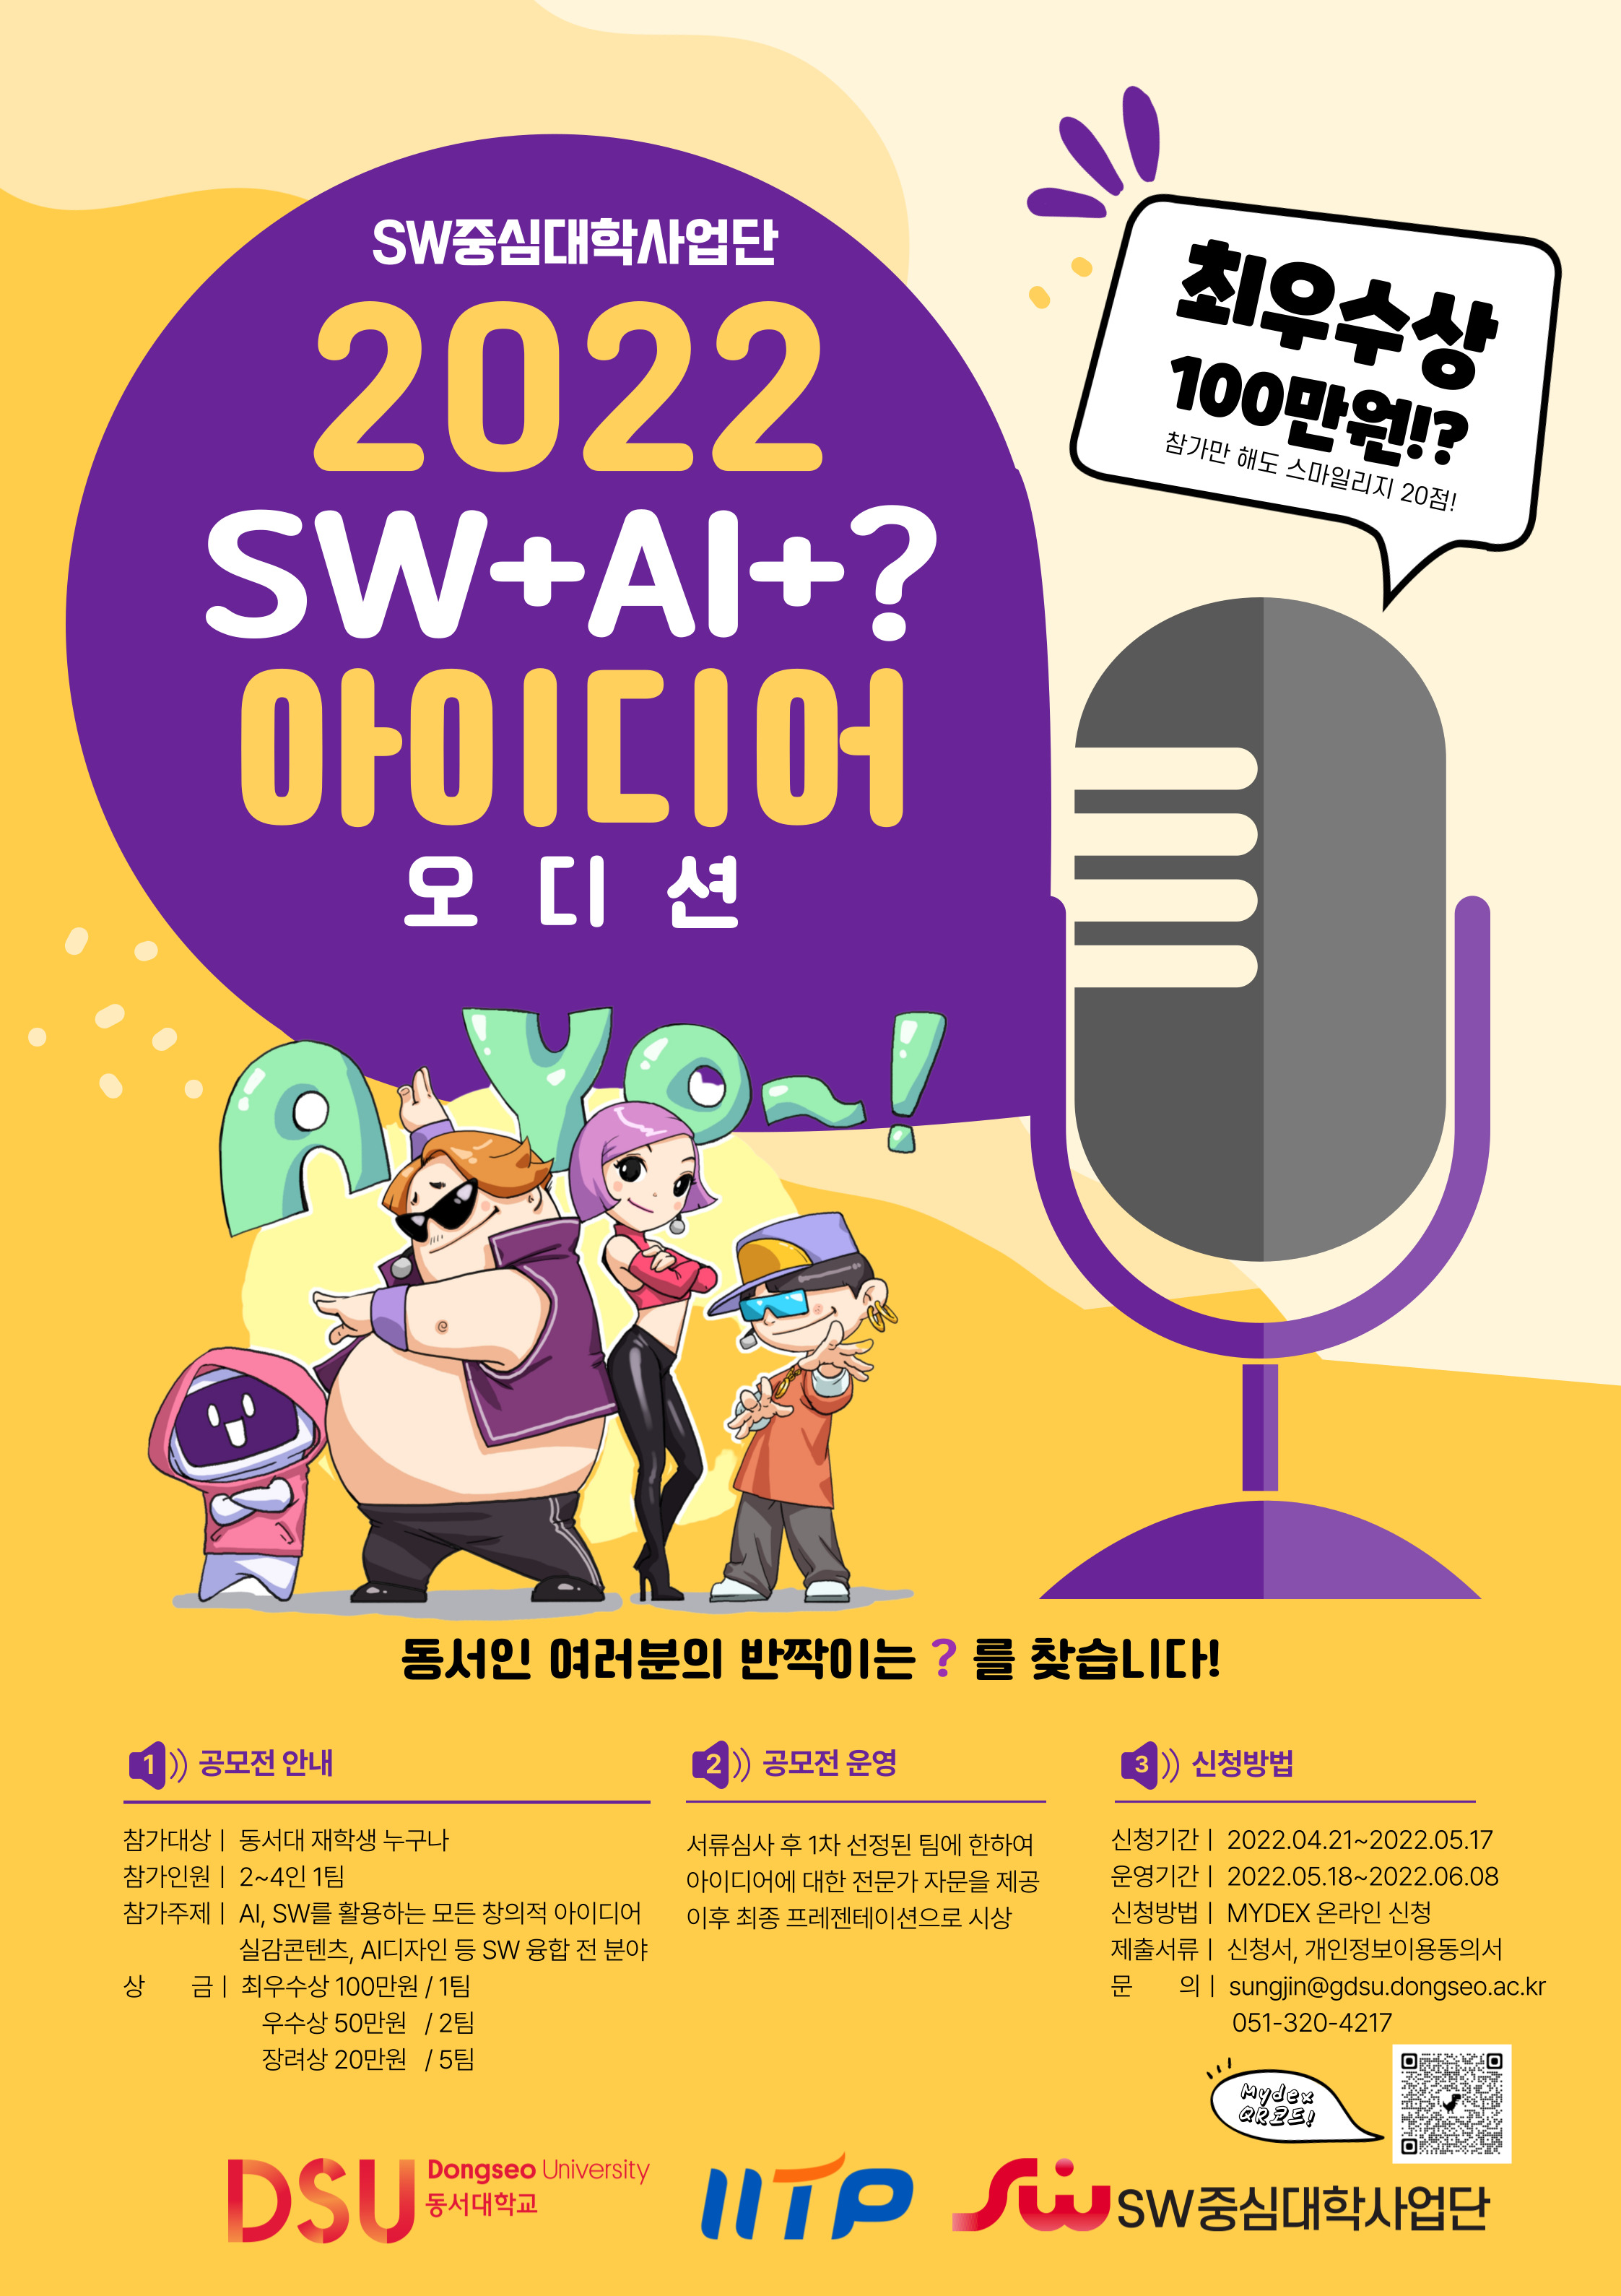 SW중심대학사업단
2022
SW+AI+?
아이디어
오 디 션
최우수상
100만원!?
참가만 해도 스마일리지 20점!
A YO~!
동서인 여러분의 반짝이는 ? 를 찾습니다!
1 공모전 안내
참가대상 | 동서대 재학생 누구나
참가인원 | 2~4인 1팀
참가주제 | AI, SW를 활용하는 모든 창의적 아이디어
실감콘텐츠, AI디자인 등 SW 융합 전 분야
상 금 | 최우수상 100만원 / 1팀
우수상 50만원 / 2팀
장려상 20만원 / 5팀
2 공모전 운영
서류심사 후 1차 선정된 팀에 한하여
아이디어에 대한 전문가 자문을 제공
이후 최종 프레젠테이션으로 시상
3 신청방법
신청기간 | 2022.04.21~2022.05.17
운영기간 | 2022.05.18~2022.06.08
신청방법 | MYDEX 온라인 신청
제출서류 | 신청서, 개인정보이용동의서
문 의 | sungjin@gdsu.dongseo.ac.kr
051-320-4217
Mydex
QR코드!
DSU Dongseo University
동서대학교
IITP
SW SW중심대학사업단